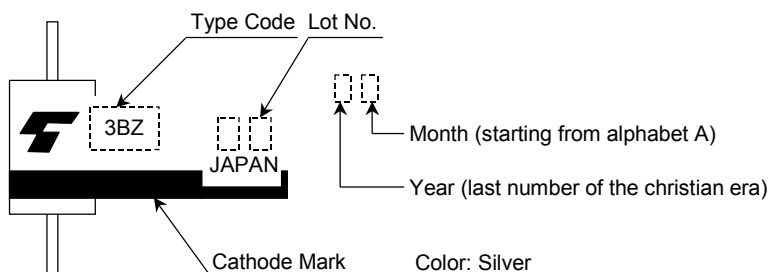 Type Code Lot No.
3BZ
JAPAN
Month (starting from alphabet A)
Year (last number of the christian era)
Cathode Mark Color: Silver